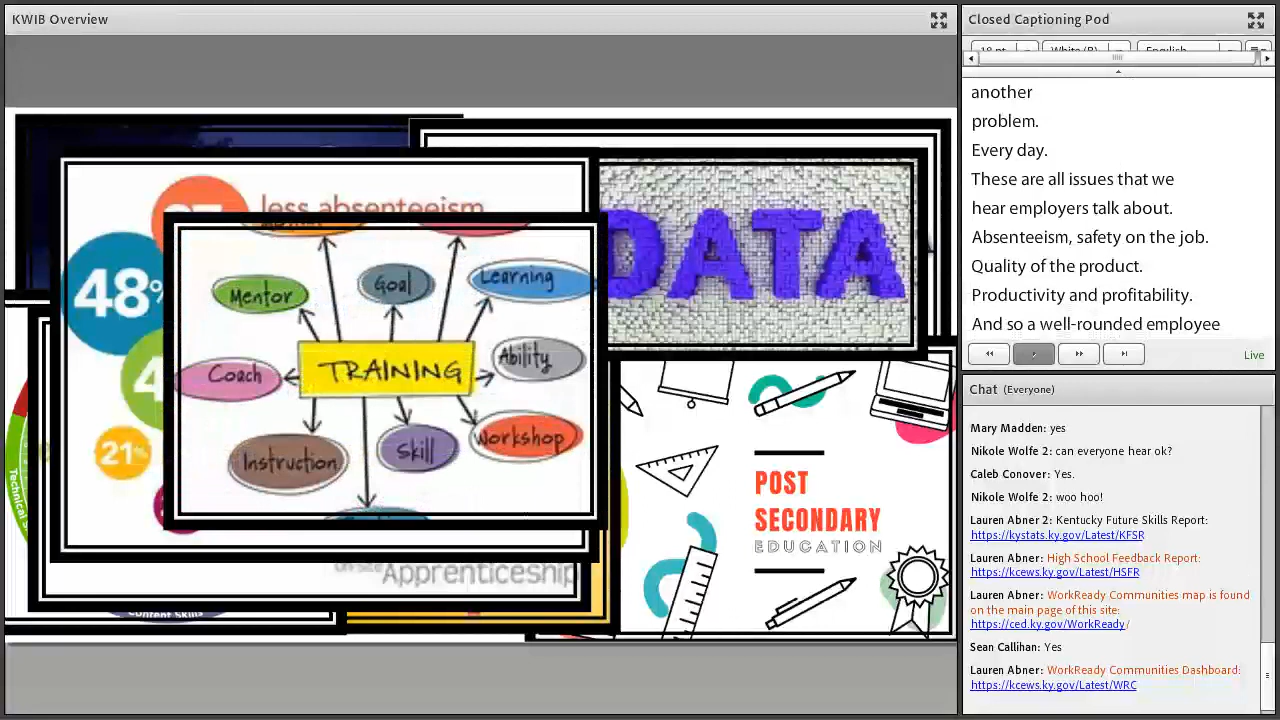 KWIB Overview
less absenteeism
48%
21%
Mentor
Goal
Learning
TRAINING
Ability
Coach
Workshop
Skill
Instruction
DATA
POST
SECONDARY
EDUCATION
on-site Apprenticeship
Content Skills
Closed Captioning Pod
18 pt
White (B)
English
another
problem.
Every day.
These are all issues that we
hear employers talk about.
Absenteeism, safety on the job.
Quality of the product.
Productivity and profitability.
And so a well-rounded employee
Live
Chat (Everyone)
Mary Madden: yes
Nikole Wolfe 2: can everyone hear ok?
Caleb Conover: Yes.
Nikole Wolfe 2: woo hoo!
Lauren Abner 2: Kentucky Future Skills Report:
https://kystats.ky.gov/Latest/KFSR
Lauren Abner: High School Feedback Report:
https://kcews.ky.gov/Latest/HSFR
Lauren Abner: WorkReady Communities map is found
on the main page of this site:
https://ced.ky.gov/WorkReady/
Sean Callihan: Yes
Lauren Abner: WorkReady Communities Dashboard:
https://kcews.ky.gov/Latest/WRC